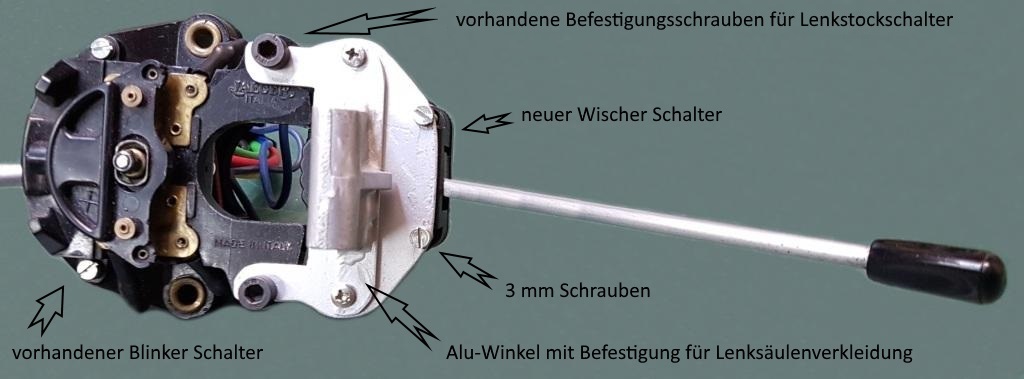 vorhandene Befestigungsschrauben für Lenkstockschalter
JAEGER
ITALIA
neuer Wischer Schalter
MADE IN ITALY
3 mm Schrauben
vorhandener Blinker Schalter
Alu-Winkel mit Befestigung für Lenksäulenverkleidung